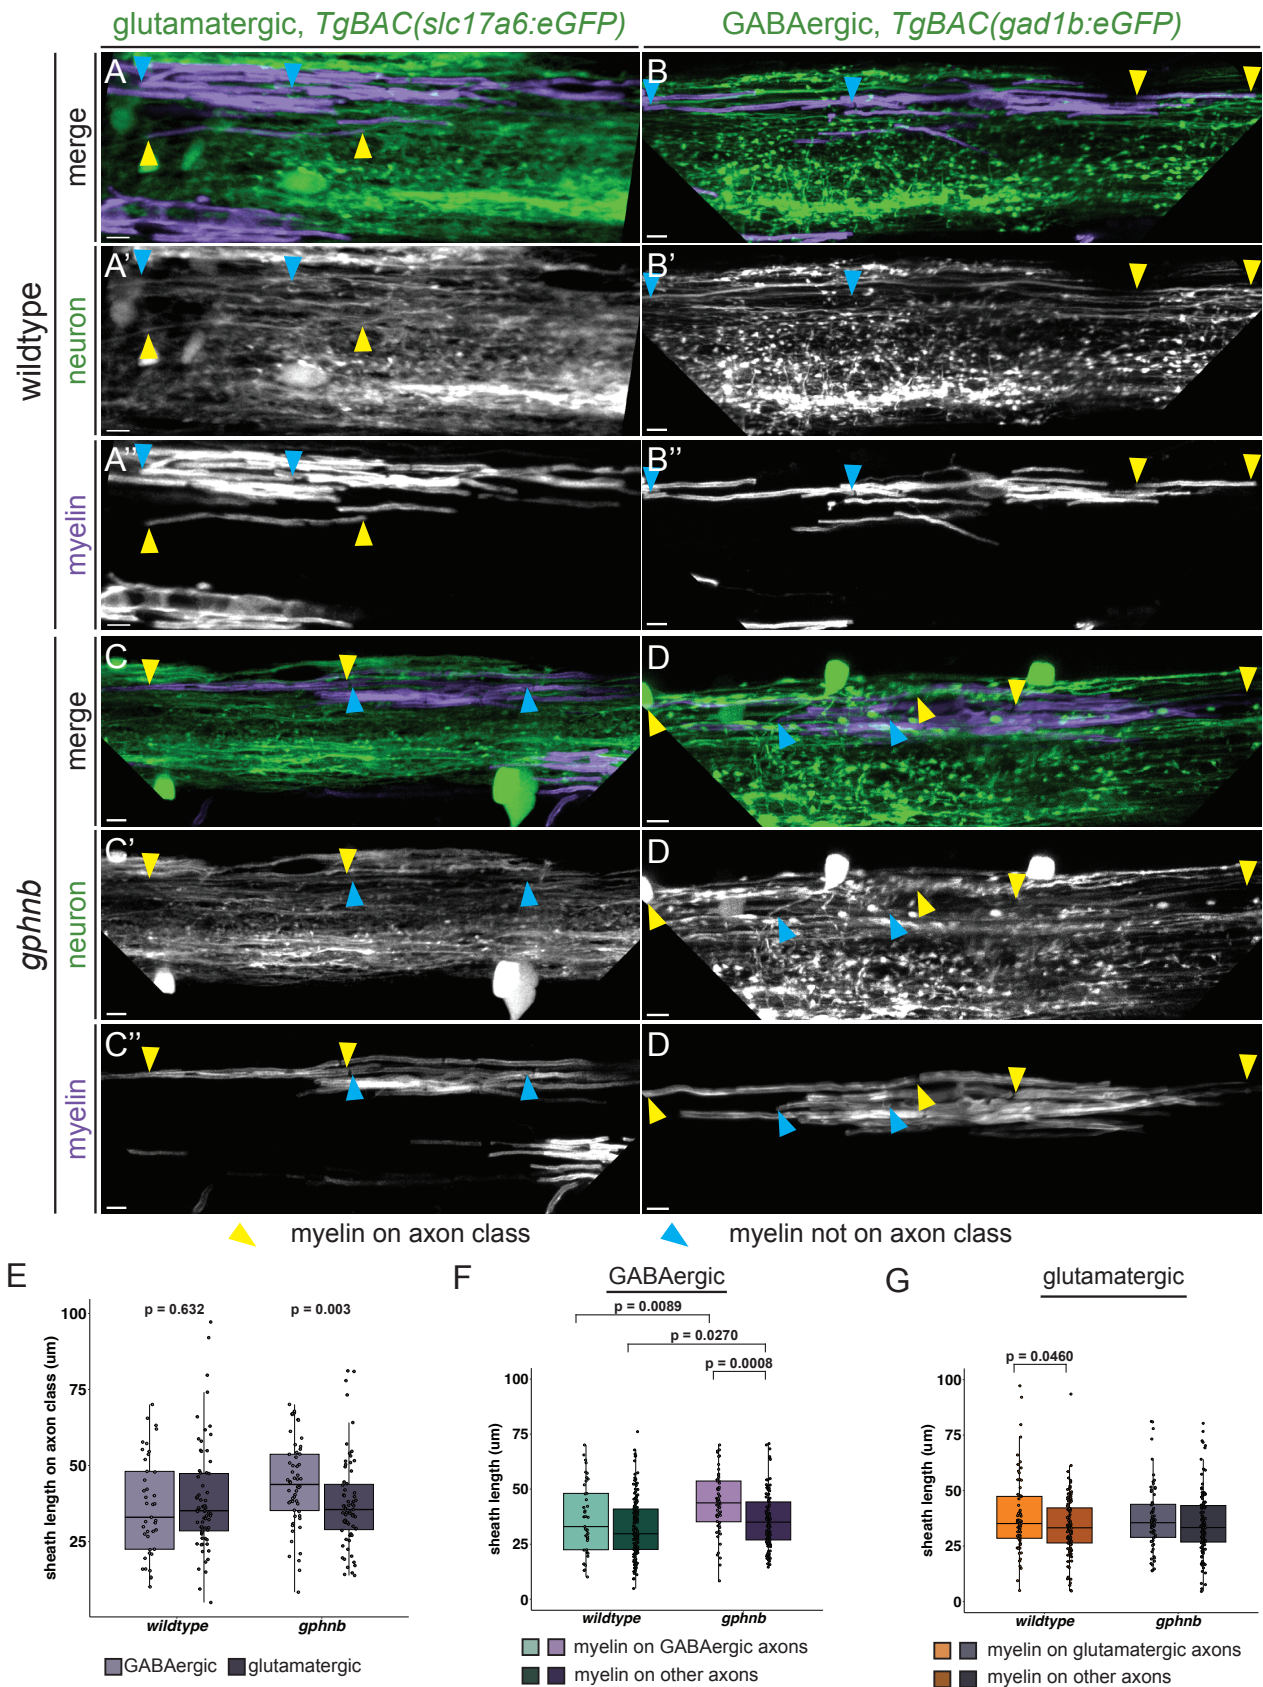 glutamatergic, TgBAC(slc17a6:eGFP)
GABAergic, TgBAC(gad1b:eGFP)
wildtype
merge
A
B
neuron
A'
B'
myelin
A''
B''
gphnb
merge
C
D
neuron
C'
D
myelin
C''
D
myelin on axon class
myelin not on axon class
E
sheath length on axon class (um)
100
75
50
25
p = 0.632
p = 0.003
wildtype
gphnb
GABAergic
glutamatergic
F
GABAergic
p = 0.0089
p = 0.0270
p = 0.0008
sheath length (um)
100
75
50
25
0
wildtype
gphnb
myelin on GABAergic axons
myelin on other axons
G
glutamatergic
p = 0.0460
sheath length (um)
100
75
50
25
0
wildtype
gphnb
myelin on glutamatergic axons
myelin on other axons